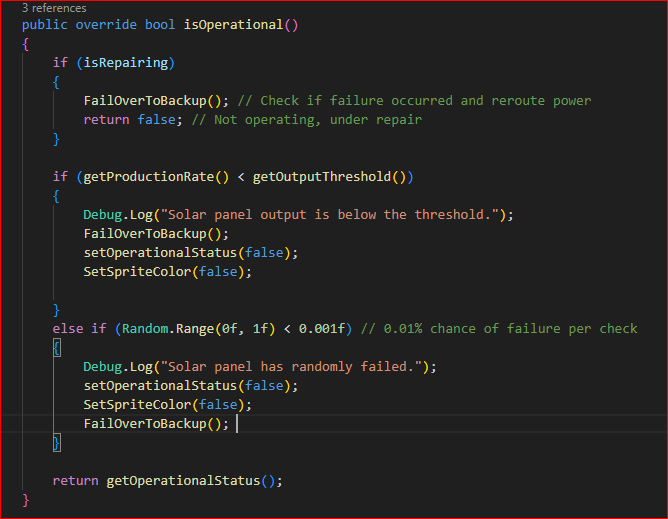 3 references
public override bool isOperational()
{
if (isRepairing)
{
FailOverToBackup(); // Check if failure occurred and reroute power
return false; // Not operating, under repair
}
if (getProductionRate() < getOutputThreshold())
{
Debug.Log("Solar panel output is below the threshold.");
FailOverToBackup();
setOperationalStatus(false);
SetSpriteColor(false);
}
else if (Random.Range(0f, 1f) < 0.001f) // 0.01% chance of failure per check
{
Debug.Log("Solar panel has randomly failed.");
setOperationalStatus(false);
SetSpriteColor(false);
FailOverToBackup();
}
return getOperationalStatus();
}